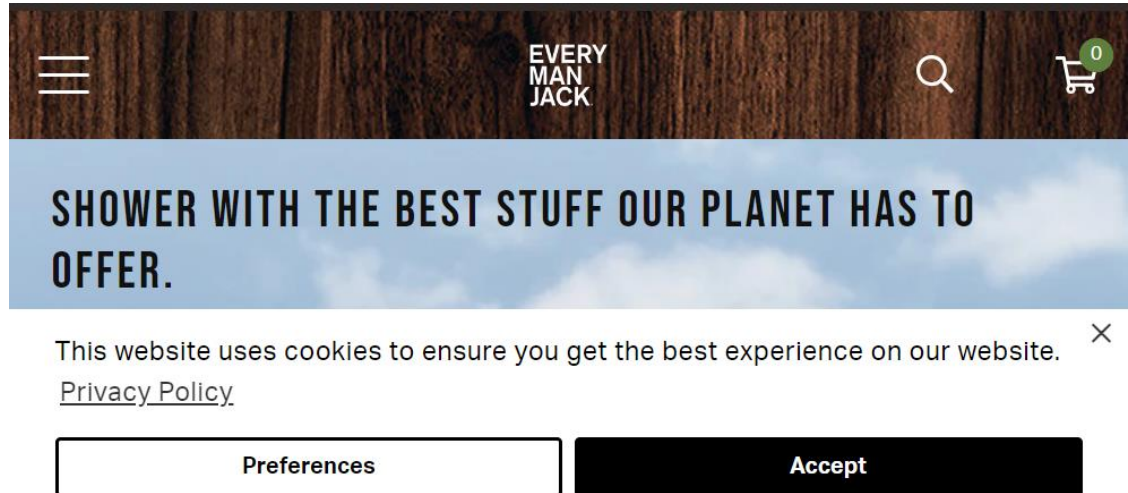 EVERY
MAN
JACK
0
SHOWER WITH THE BEST STUFF OUR PLANET HAS TO
OFFER.
This website uses cookies to ensure you get the best experience on our website.
Privacy Policy
Preferences
Accept